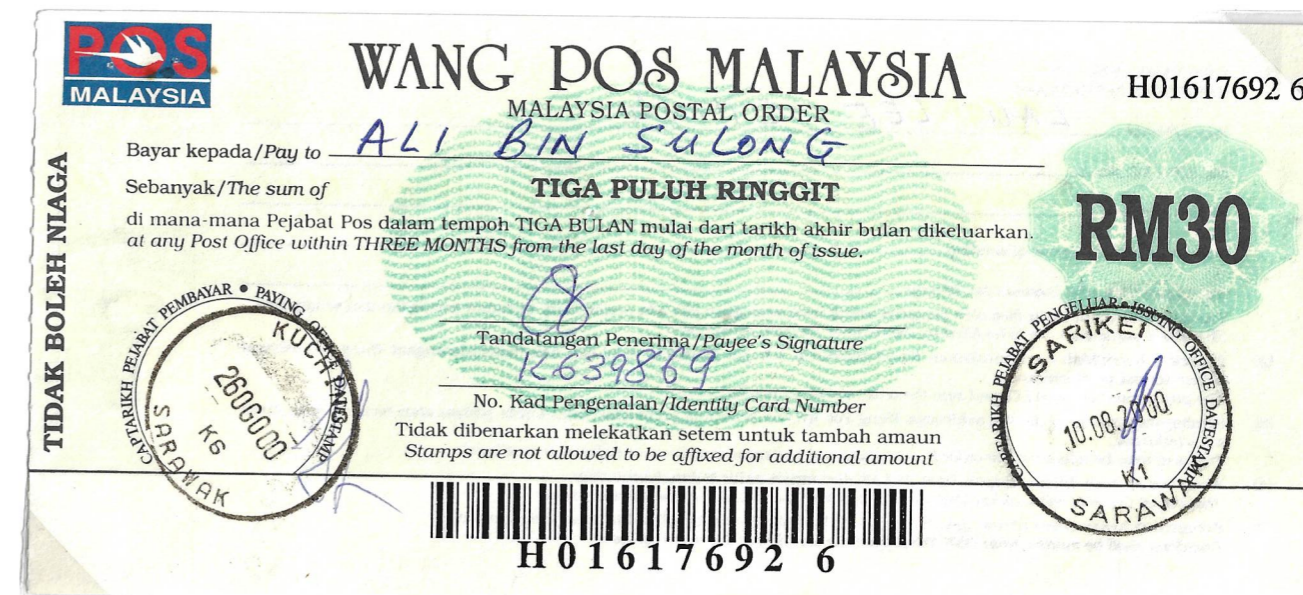 POS
MALAYSIA
WANG POS MALAYSIA
MALAYSIA POSTAL ORDER
H01617692 6
Bayar kepada/Pay to ALI BIN SULONG
Sebanyak/The sum of TIGA PULUH RINGGIT
RM30
di mana-mana Pejabat Pos dalam tempoh TIGA BULAN mulai dari tarikh akhir bulan dikeluarkan.
at any Post Office within THREE MONTHS from the last day of the month of issue.
TIDAK BOLEH NIAGA
Tandatangan Penerima/Payee's Signature
K639869
No. Kad Pengenalan/Identity Card Number
Tidak dibenarkan melekatkan setem untuk tambah amaun
Stamps are not allowed to be affixed for additional amount
CAPTARIKH PEJABAT PEMBAYAR • PAYING OFFICE DATESTAMP
KUCHING
26OG000
K6
SARAWAK
CAPTARIKH PEJABAT PENGELUAR • ISSUING OFFICE DATESTAMP
SARIKEI
10.08.2000
K1
SARAWAK
H01617692 6